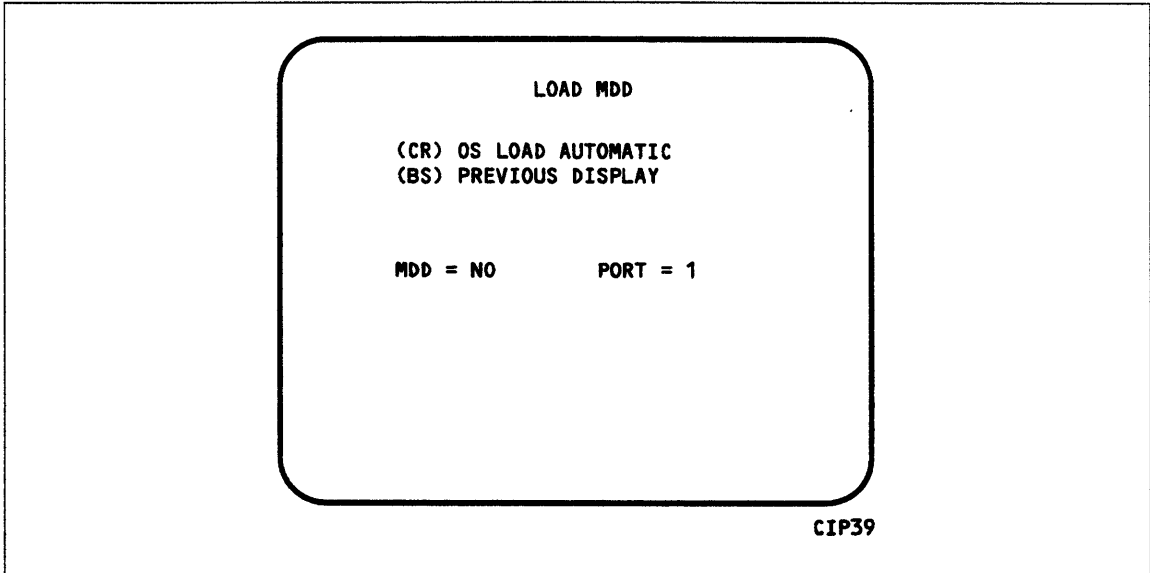 LOAD MDD
(CR) OS LOAD AUTOMATIC
(BS) PREVIOUS DISPLAY
MDD = NO PORT = 1
CIP39